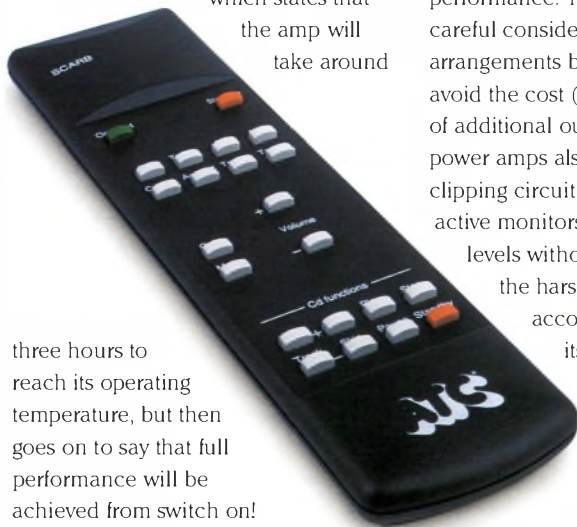 which states that
the amp will
take around
three hours to
reach its operating
temperature, but then
goes on to say that full
performance will be
achieved from switch on!
performance. T
careful conside
arrangements b
avoid the cost (
of additional ou
power amps als
clipping circuit
active monitors
levels witho
the hars
acco
its
SCARB
+
Volume
−
Cd functions
+
−